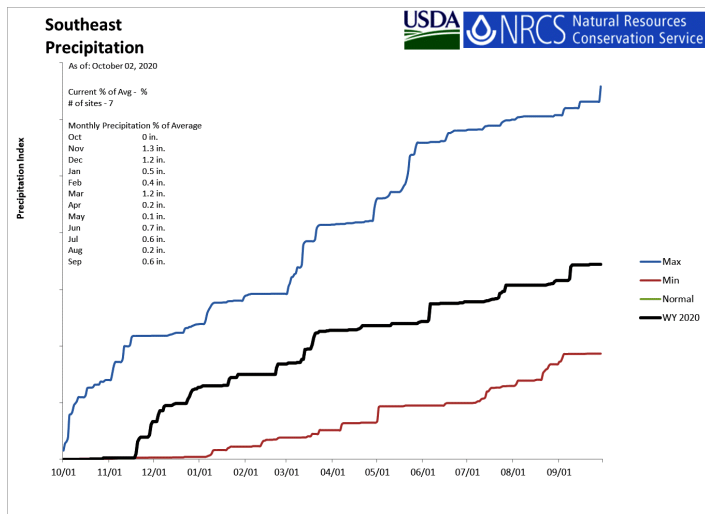 Southeast
Precipitation
USDA
NRCS
Natural Resources
Conservation Service
As of: October 02, 2020
Current % of Avg - %
# of sites - 7
Monthly Precipitation % of Average
Oct 0 in.
Nov 1.3 in.
Dec 1.2 in.
Jan 0.5 in.
Feb 0.4 in.
Mar 1.2 in.
Apr 0.2 in.
May 0.1 in.
Jun 0.7 in.
Jul 0.6 in.
Aug 0.2 in.
Sep 0.6 in.
Precipitation Index
Max
Min
Normal
WY 2020
10/01 11/01 12/01 01/01 02/01 03/01 04/01 05/01 06/01 07/01 08/01 09/01